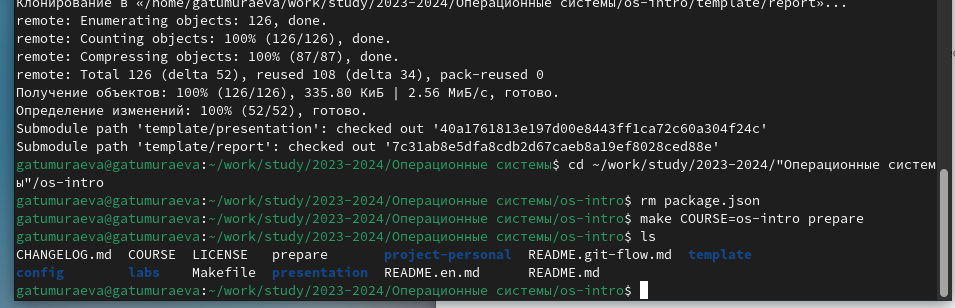 Клонирование в «/home/gatumuraeva/work/study/2023-2024/Операционные системы/os-intro/template/report»...
remote: Enumerating objects: 126, done.
remote: Counting objects: 100% (126/126), done.
remote: Compressing objects: 100% (87/87), done.
remote: Total 126 (delta 52), reused 108 (delta 34), pack-reused 0
Получение объектов: 100% (126/126), 335.80 КиБ | 2.56 МиБ/с, готово.
Определение изменений: 100% (52/52), готово.
Submodule path 'template/presentation': checked out '40a1761813e197d00e8443ff1ca72c60a304f24c'
Submodule path 'template/report': checked out '7c31ab8e5dfa8cdb2d67caeb8a19ef8028ced88e'
gatumuraeva@gatumuraeva:~/work/study/2023-2024/Операционные системы$ cd ~/work/study/2023-2024/"Операционные систем
ы"/os-intro
gatumuraeva@gatumuraeva:~/work/study/2023-2024/Операционные системы/os-intro$ rm package.json
gatumuraeva@gatumuraeva:~/work/study/2023-2024/Операционные системы/os-intro$ make COURSE=os-intro prepare
gatumuraeva@gatumuraeva:~/work/study/2023-2024/Операционные системы/os-intro$ ls
CHANGELOG.md COURSE LICENSE prepare project-personal README.git-flow.md template
config labs Makefile presentation README.en.md README.md
gatumuraeva@gatumuraeva:~/work/study/2023-2024/Операционные системы/os-intro$